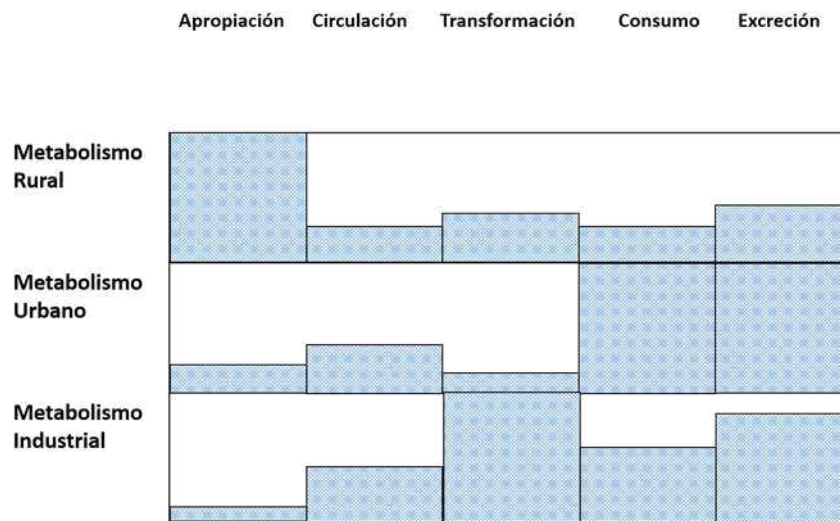 Apropiación Circulación Transformación Consumo Excreción
Metabolismo
Rural
Metabolismo
Urbano
Metabolismo
Industrial